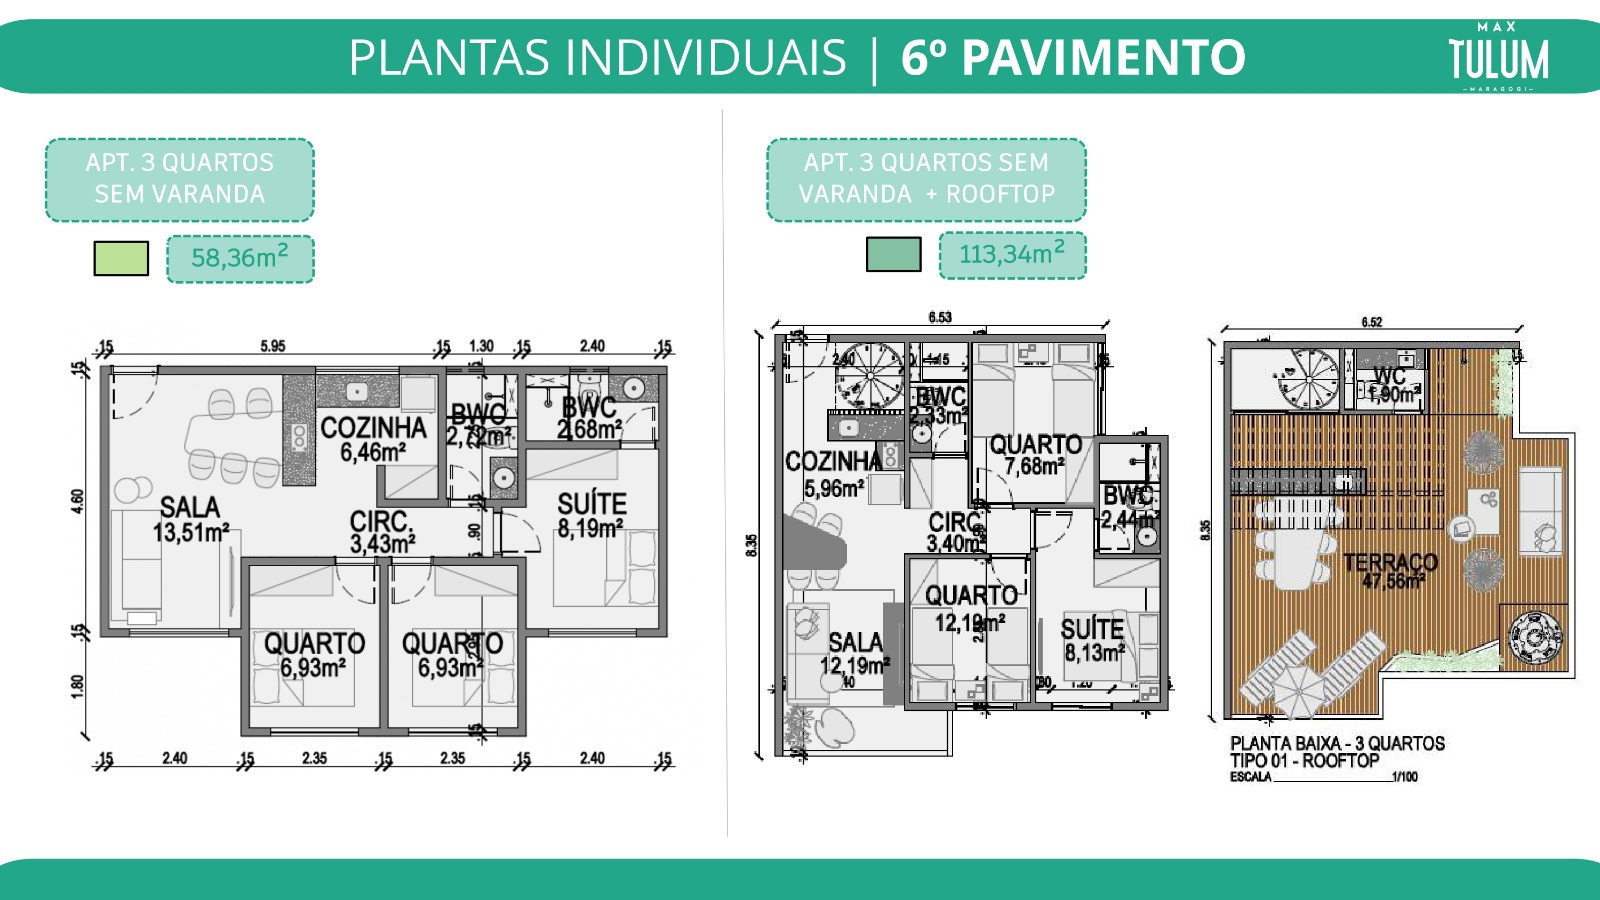 PLANTAS INDIVIDUAIS | 6º PAVIMENTO
MAX
TULUM
MARAGOGI
APT. 3 QUARTOS
SEM VARANDA
58,36m²
.15 5.95 .15 1.30 .15 2.40 .15
.15
4.60
.15
1.80
COZINHA
6,46m²
BWC
2,72m²
BWC
2,68m²
SALA
13,51m²
CIRC.
3,43m²
.90
SUÍTE
8,19m²
QUARTO
6,93m²
QUARTO
6,93m²
.15
.15 2.40 .15 2.35 .15 2.35 .15 2.40 .15
APT. 3 QUARTOS SEM
VARANDA + ROOFTOP
113,34m²
6.53
8.35
2.40
1.15
BWC
2,33m²
QUARTO
7,68m²
COZINHA
5,96m²
BWC
2,44m²
CIRC.
3,40m²
QUARTO
12,19m²
SALA
12,19m²
SUÍTE
8,13m²
6.52
8.35
WC
1,90m²
TERRAÇO
47,56m²
PLANTA BAIXA - 3 QUARTOS
TIPO 01 - ROOFTOP
ESCALA 1/100